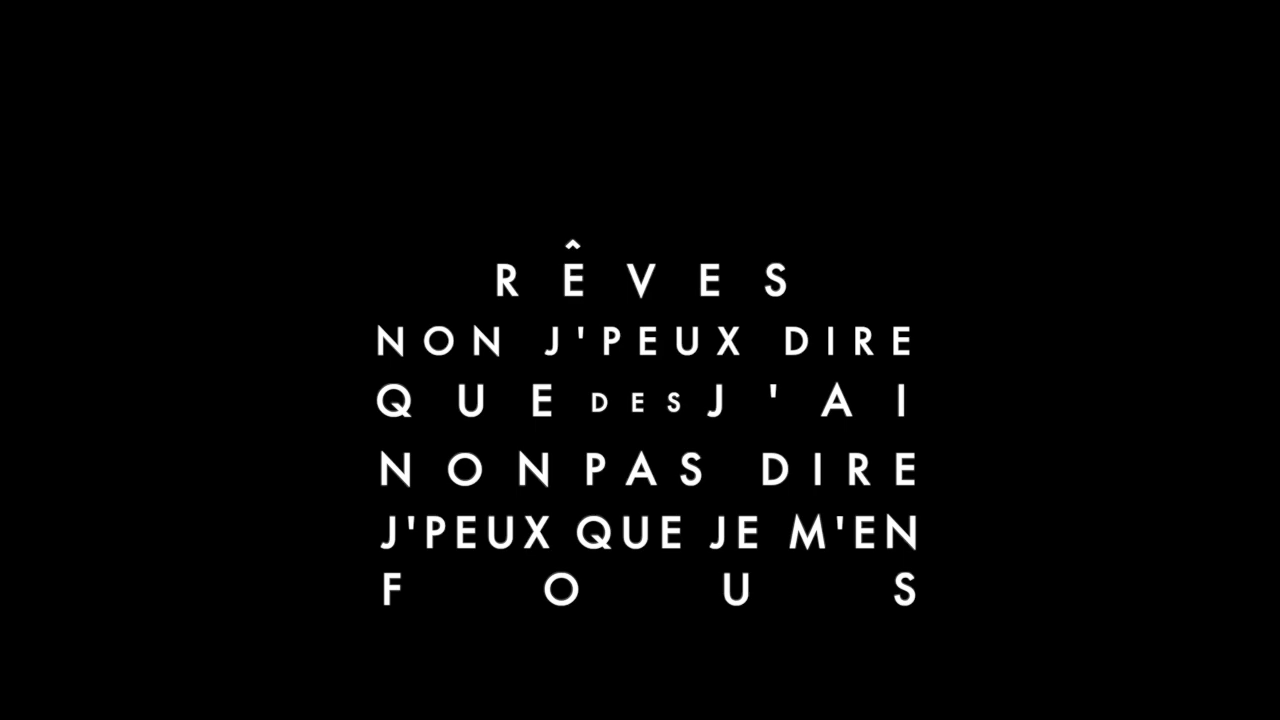 RÊVES
NON J'PEUX DIRE
QUE DES J'AI
NON PAS DIRE
J'PEUX QUE JE M'EN
FOUS